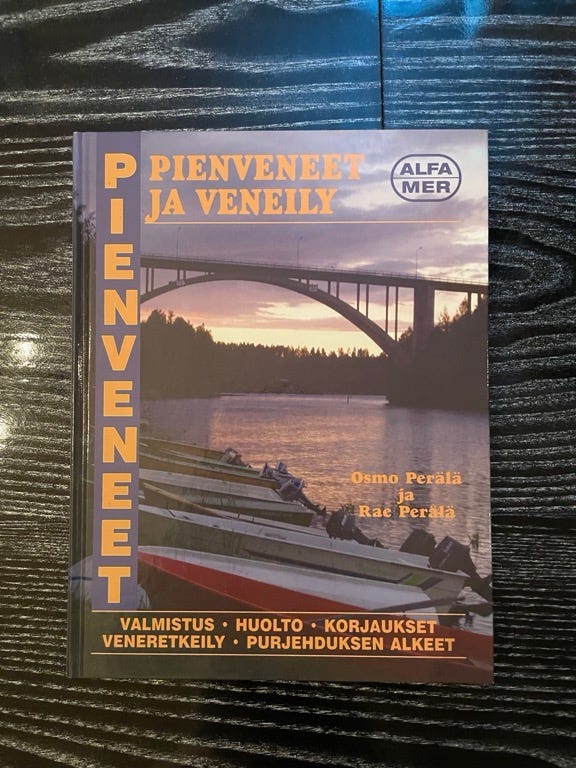 PIENVENEET
PIENVENEET
JA VENEILY
ALFA
MER
Osmo Perälä
ja
Rae Perälä
VALMISTUS • HUOLTO • KORJAUKSET
VENERETKEILY • PURJEHDUKSEN ALKEET